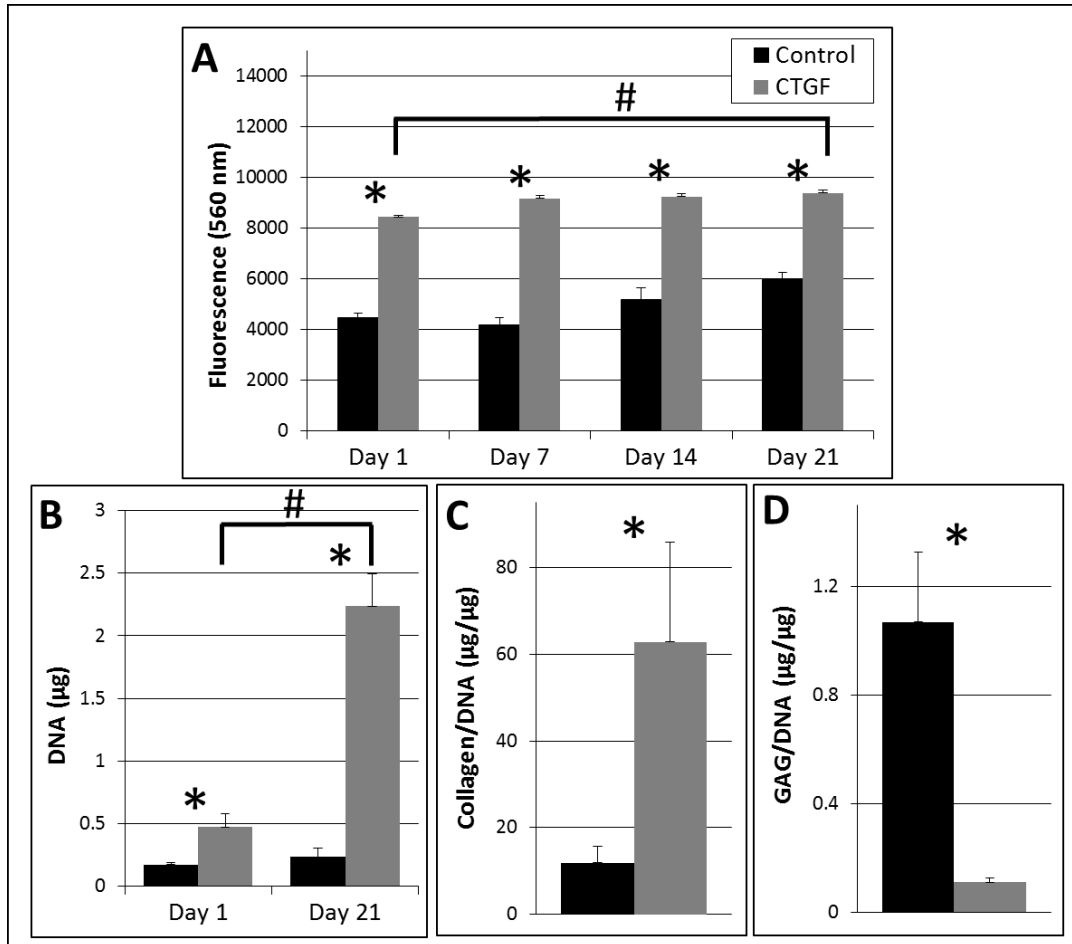 A
Control
CTGF
#
* * * *
Fluorescence (560 nm)
14000
12000
10000
8000
6000
4000
2000
0
Day 1 Day 7 Day 14 Day 21
B
#
* *
DNA (µg)
3
2.5
2
1.5
1
0.5
0
Day 1 Day 21
C
*
Collagen/DNA (µg/µg)
80
60
40
20
0
D
*
GAG/DNA (µg/µg)
1.2
0.8
0.4
0